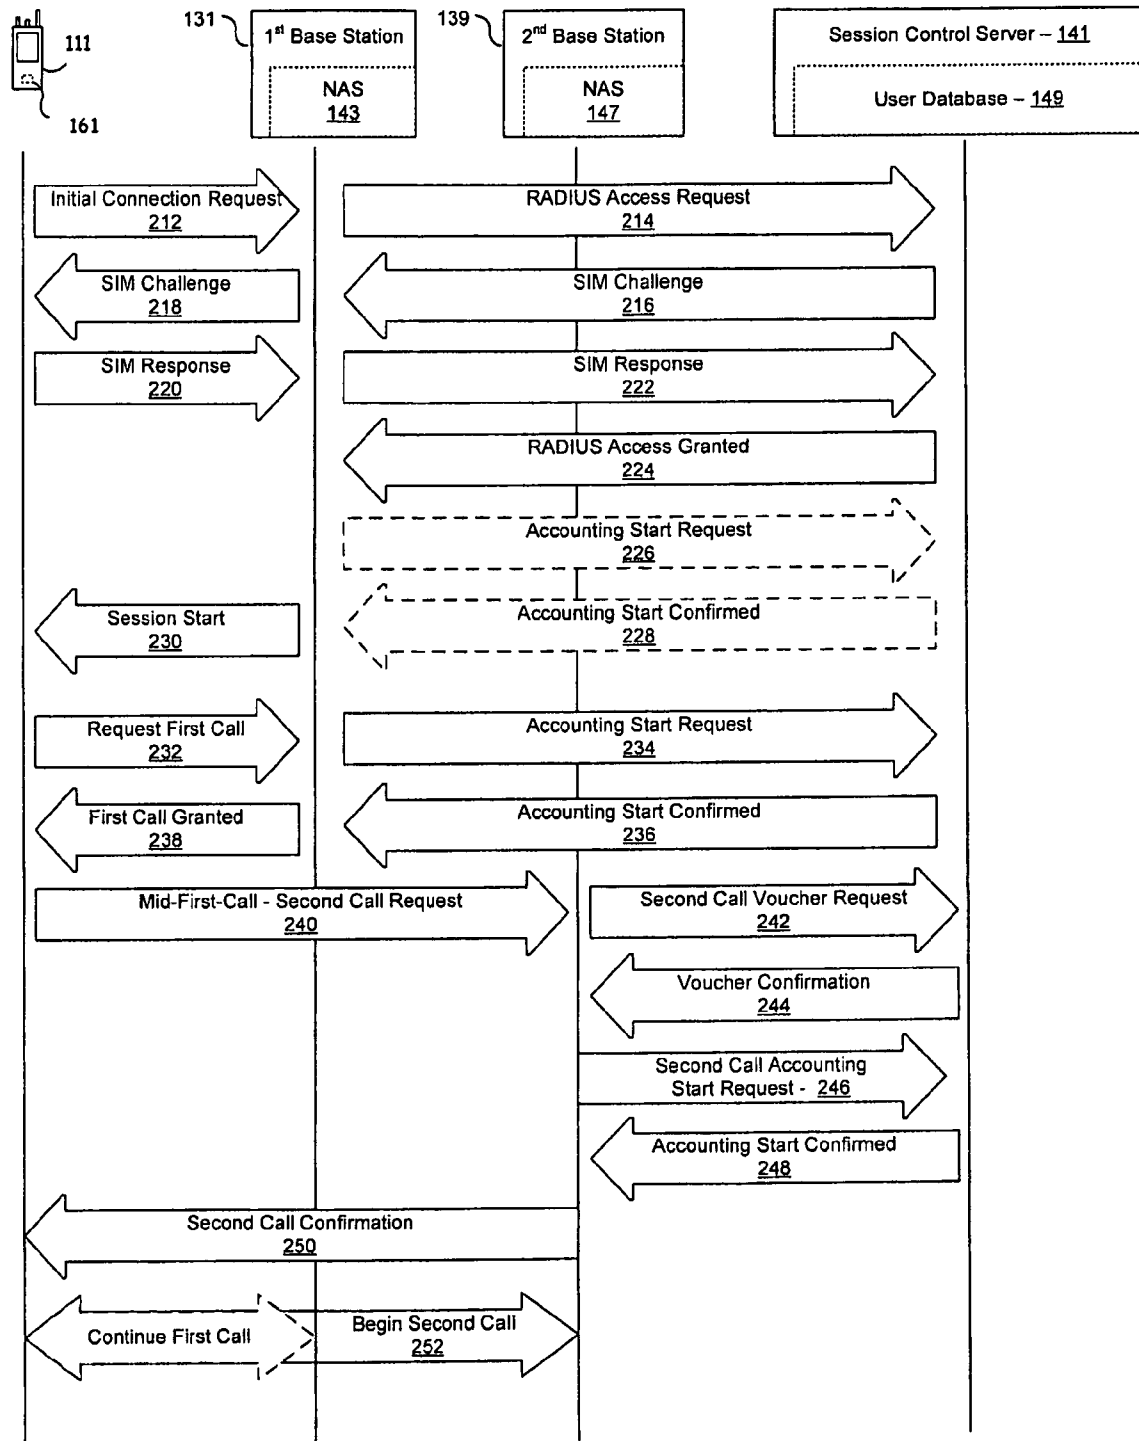 131
1st Base Station
NAS
143
139
2nd Base Station
NAS
147
Session Control Server – 141
User Database – 149
111
161
Initial Connection Request
212
RADIUS Access Request
214
SIM Challenge
218
SIM Challenge
216
SIM Response
220
SIM Response
222
RADIUS Access Granted
224
Accounting Start Request
226
Session Start
230
Accounting Start Confirmed
228
Request First Call
232
Accounting Start Request
234
First Call Granted
238
Accounting Start Confirmed
236
Mid-First-Call - Second Call Request
240
Second Call Voucher Request
242
Voucher Confirmation
244
Second Call Accounting
Start Request - 246
Accounting Start Confirmed
248
Second Call Confirmation
250
Continue First Call
Begin Second Call
252